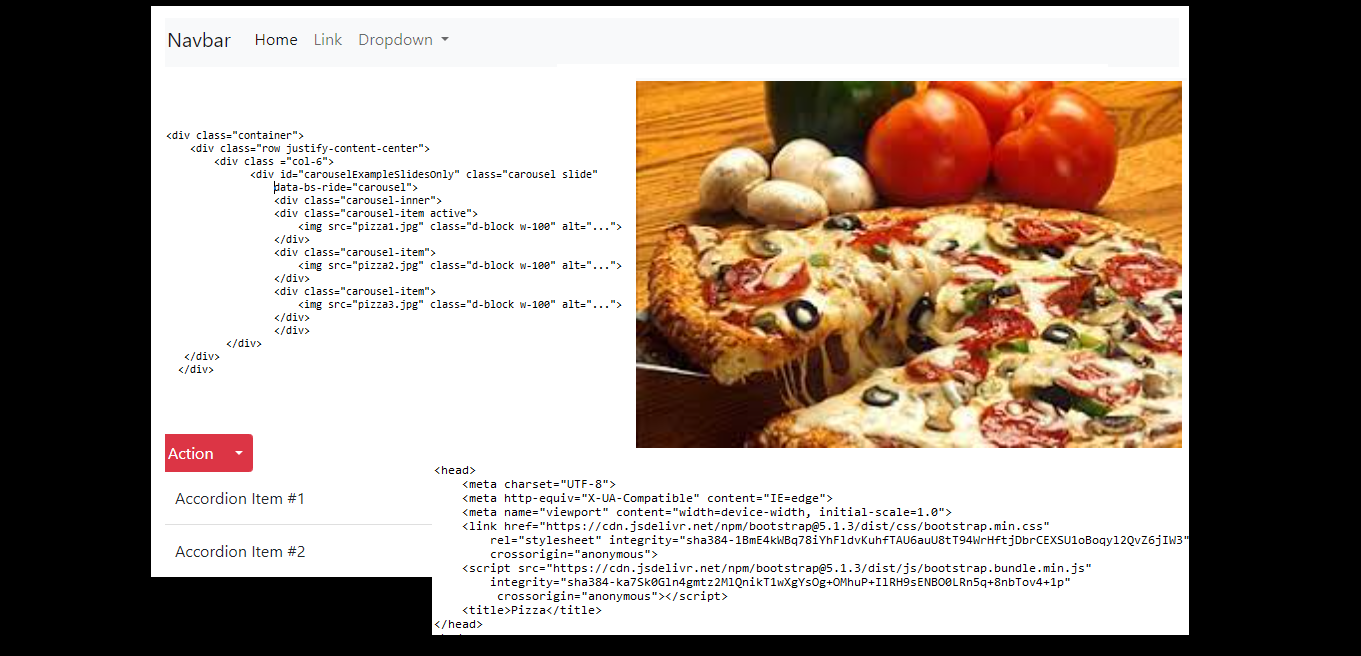 Navbar Home Link Dropdown
<div class="container">
<div class="row justify-content-center">
<div class ="col-6">
<div id="carouselExampleSlidesOnly" class="carousel slide"
data-bs-ride="carousel">
<div class="carousel-inner">
<div class="carousel-item active">
<img src="pizza1.jpg" class="d-block w-100" alt="...">
</div>
<div class="carousel-item">
<img src="pizza2.jpg" class="d-block w-100" alt="...">
</div>
<div class="carousel-item">
<img src="pizza3.jpg" class="d-block w-100" alt="...">
</div>
</div>
</div>
</div>
</div>
Action
Accordion Item #1
Accordion Item #2
<head>
<meta charset="UTF-8">
<meta http-equiv="X-UA-Compatible" content="IE=edge">
<meta name="viewport" content="width=device-width, initial-scale=1.0">
<link href="https://cdn.jsdelivr.net/npm/bootstrap@5.1.3/dist/css/bootstrap.min.css"
rel="stylesheet" integrity="sha384-1BmE4kWBq78iYhFldvKuhfTAU6auU8tT94WrHftjDbrCEXSU1oBoqyl2QvZ6jIW3"
crossorigin="anonymous">
<script src="https://cdn.jsdelivr.net/npm/bootstrap@5.1.3/dist/js/bootstrap.bundle.min.js"
integrity="sha384-ka7Sk0Gln4gmtz2MlQnikT1wXgYsOg+OMhuP+IlRH9sENBO0LRn5q+8nbTov4+1p"
crossorigin="anonymous"></script>
<title>Pizza</title>
</head>